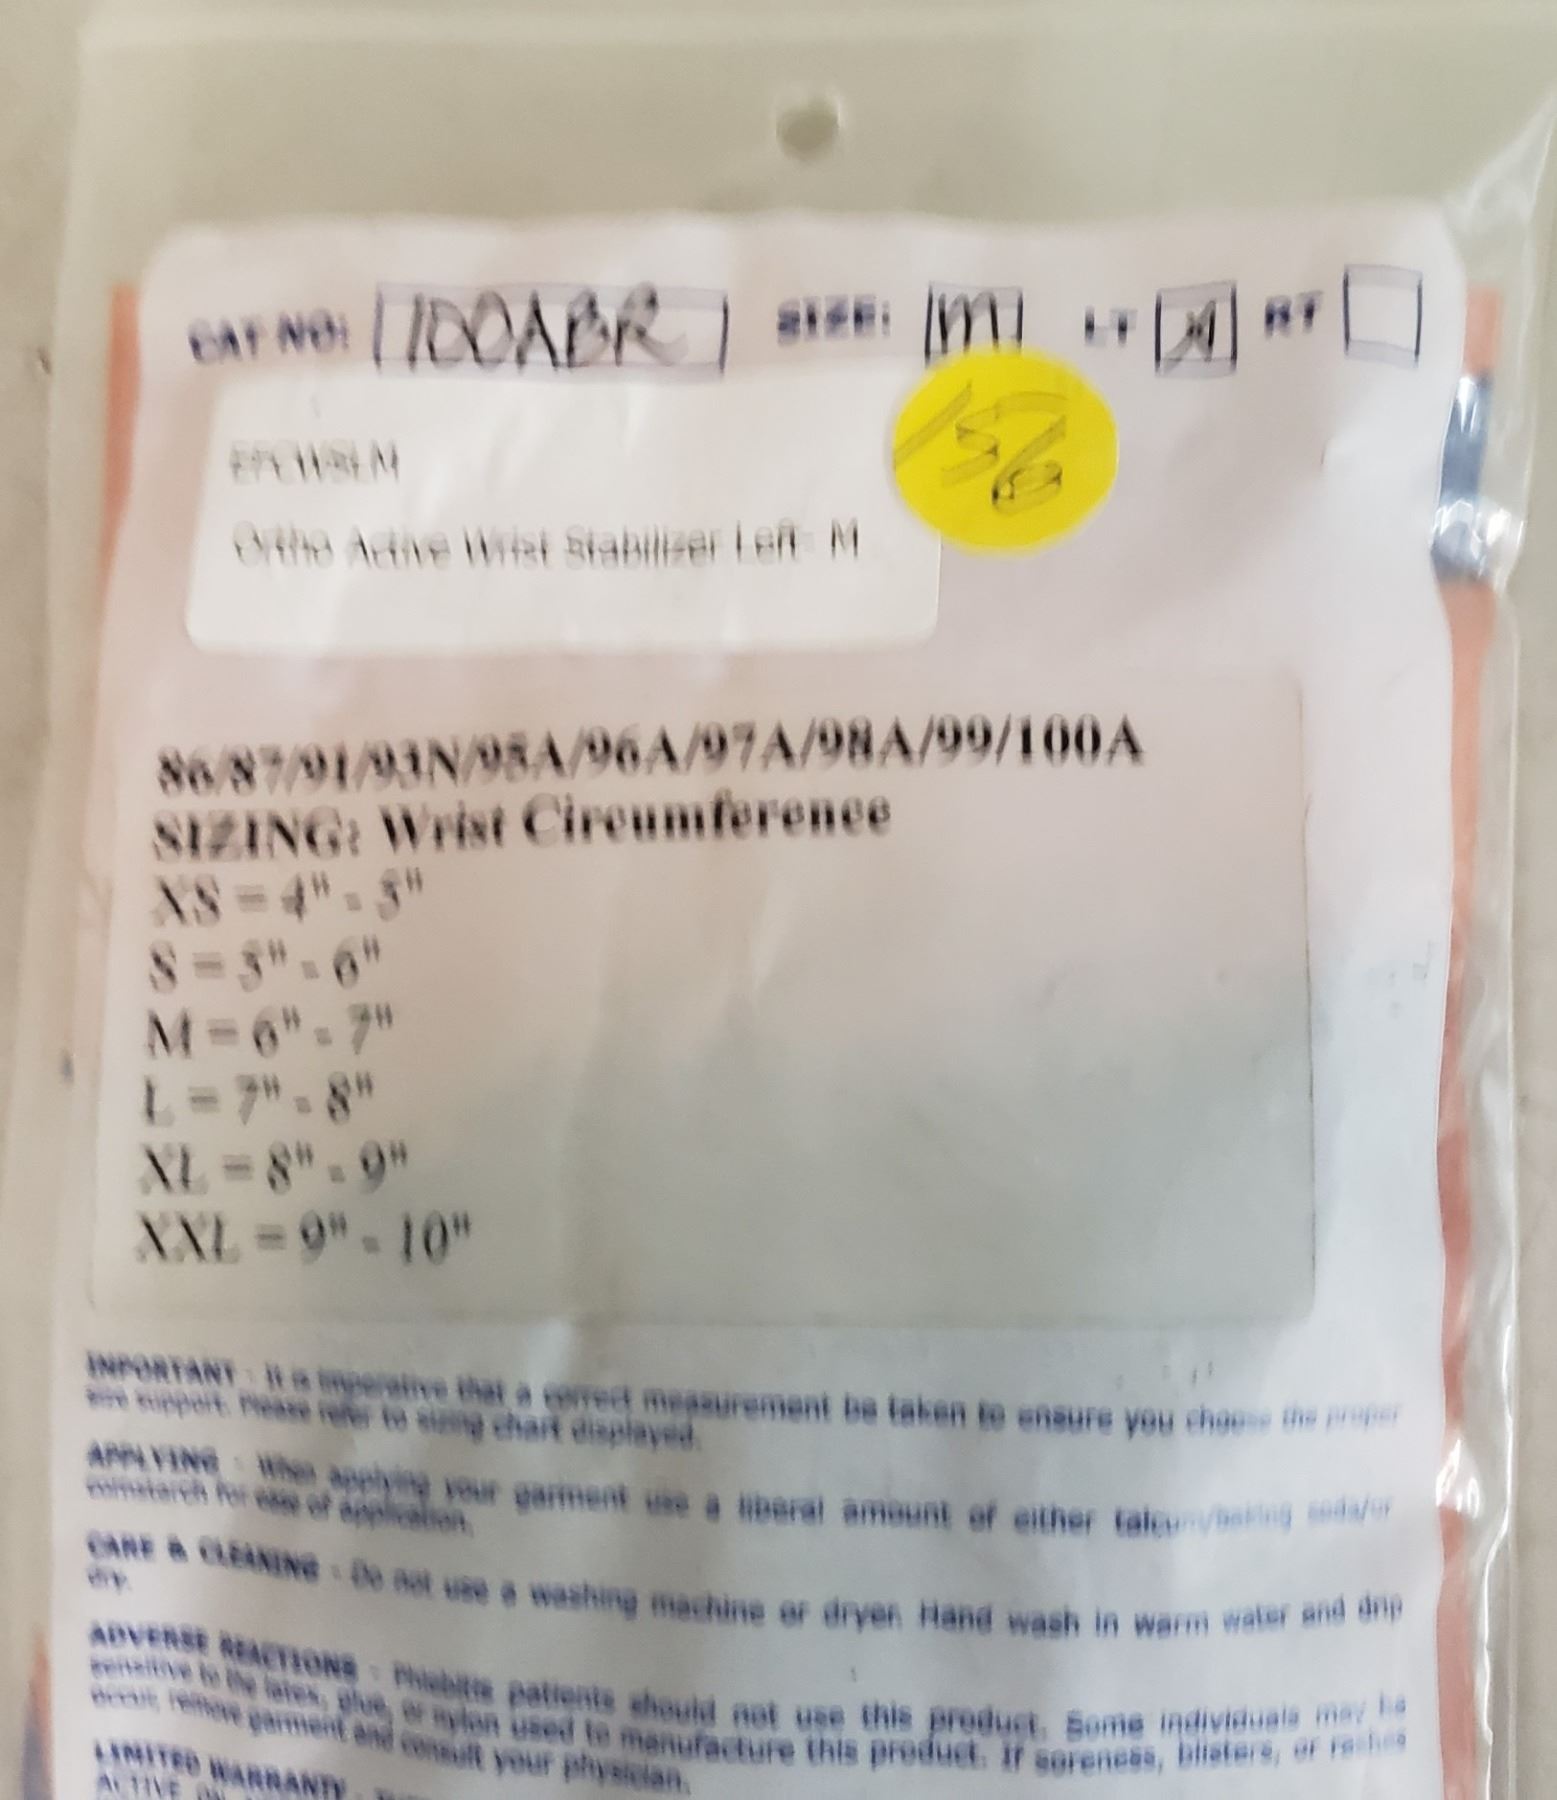 CAT NO: 100ABR SIZE: M LT X RT
156
EFCWSLM
Ortho Active Wrist Stabilizer Left- M
86/87/91/93N/95A/96A/97A/98A/99/100A
SIZING: Wrist Circumference
XS = 4" - 5"
S = 5" - 6"
M = 6" - 7"
L = 7" - 8"
XL = 8" - 9"
XXL = 9" - 10"
IMPORTANT - It is imperative that a correct measurement be taken to ensure you choose the proper
size support. Please refer to sizing chart displayed.
APPLYING - When applying your garment use a liberal amount of either talcum/baking soda/or
cornstarch for ease of application.
CARE & CLEANING - Do not use a washing machine or dryer. Hand wash in warm water and drip
dry.
ADVERSE REACTIONS - Phlebitis patients should not use this product. Some individuals may be
sensitive to the latex, glue, or nylon used to manufacture this product. If soreness, blisters, or rashes
occur, remove garment and consult your physician.
LIMITED WARRANTY -
ACTIVE